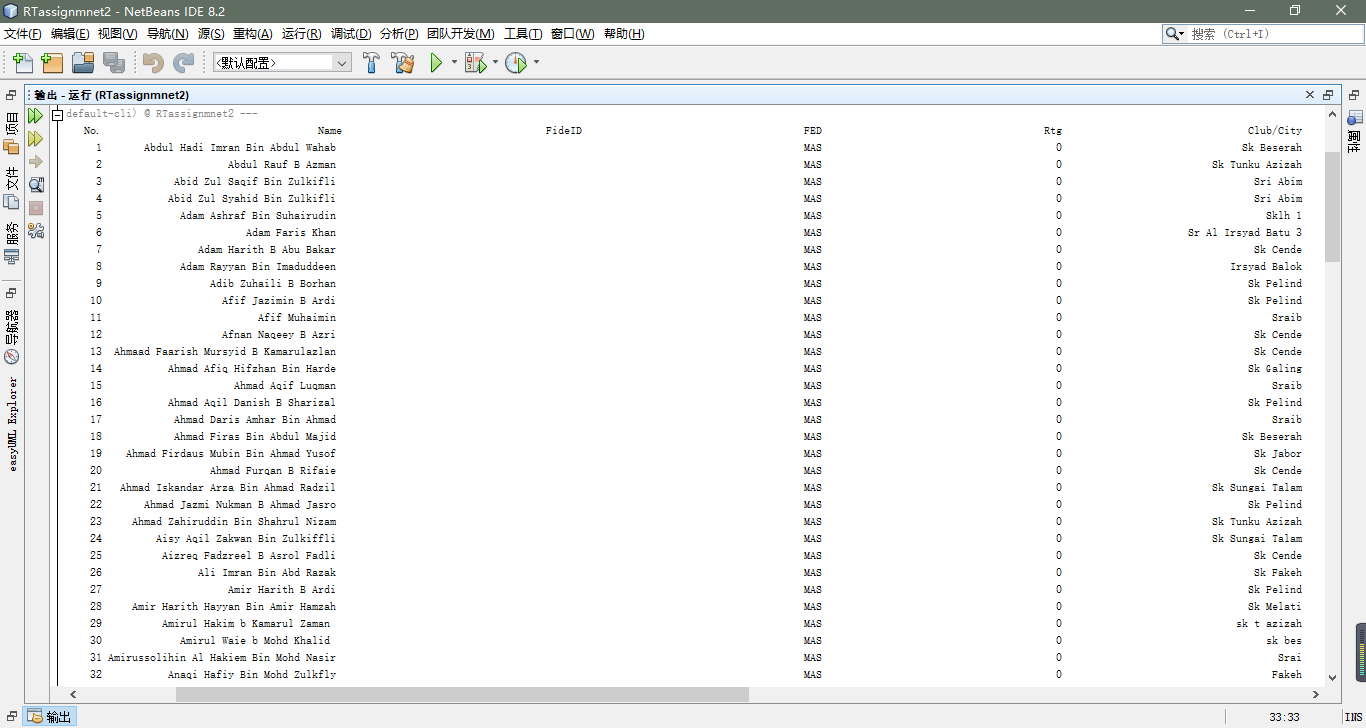 RTassignmnet2 - NetBeans IDE 8.2
文件(F) 编辑(E) 视图(V) 导航(N) 源(S) 重构(A) 运行(R) 调试(D) 分析(P) 团队开发(M) 工具(T) 窗口(W) 帮助(H)
搜索 (Ctrl+I)
<默认配置>
输出 - 运行 (RTassignmnet2)
default-cli) @ RTassignmnet2 ---
No. Name FideID FED Rtg Club/City
1 Abdul Hadi Imran Bin Abdul Wahab MAS 0 Sk Beserah
2 Abdul Rauf B Azman MAS 0 Sk Tunku Azizah
3 Abid Zul Saqif Bin Zulkifli MAS 0 Sri Abim
4 Abid Zul Syahid Bin Zulkifli MAS 0 Sri Abim
5 Adam Ashraf Bin Suhairudin MAS 0 Sklh 1
6 Adam Faris Khan MAS 0 Sr Al Irsyad Batu 3
7 Adam Harith B Abu Bakar MAS 0 Sk Cende
8 Adam Rayyan Bin Imaduddeen MAS 0 Irsyad Balok
9 Adib Zuhaili B Borhan MAS 0 Sk Pelind
10 Afif Jazimin B Ardi MAS 0 Sk Pelind
11 Afif Muhaimin MAS 0 Sraib
12 Afnan Naqeey B Azri MAS 0 Sk Cende
13 Ahmaad Faarish Mursyid B Kamarulazlan MAS 0 Sk Cende
14 Ahmad Afiq Hifzhan Bin Harde MAS 0 Sk Galing
15 Ahmad Aqif Luqman MAS 0 Sraib
16 Ahmad Aqil Danish B Sharizal MAS 0 Sk Pelind
17 Ahmad Daris Amhar Bin Ahmad MAS 0 Sraib
18 Ahmad Firas Bin Abdul Majid MAS 0 Sk Beserah
19 Ahmad Firdaus Mubin Bin Ahmad Yusof MAS 0 Sk Jabor
20 Ahmad Furqan B Rifaie MAS 0 Sk Cende
21 Ahmad Iskandar Arza Bin Ahmad Radzil MAS 0 Sk Sungai Talam
22 Ahmad Jazmi Nukman B Ahmad Jasro MAS 0 Sk Pelind
23 Ahmad Zahiruddin Bin Shahrul Nizam MAS 0 Sk Tunku Azizah
24 Aisy Aqil Zakwan Bin Zulkiffli MAS 0 Sk Sungai Talam
25 Aizreq Fadzreel B Asrol Fadli MAS 0 Sk Cende
26 Ali Imran Bin Abd Razak MAS 0 Sk Fakeh
27 Amir Harith B Ardi MAS 0 Sk Pelind
28 Amir Harith Hayyan Bin Amir Hamzah MAS 0 Sk Melati
29 Amirul Hakim b Kamarul Zaman MAS 0 sk t azizah
30 Amirul Waie b Mohd Khalid MAS 0 sk bes
31 Amirussolihin Al Hakiem Bin Mohd Nasir MAS 0 Srai
32 Anaqi Hafiy Bin Mohd Zulkfly MAS 0 Fakeh
项目
文件
服务
导航器
easyUML Explorer
输出
33:33
INS